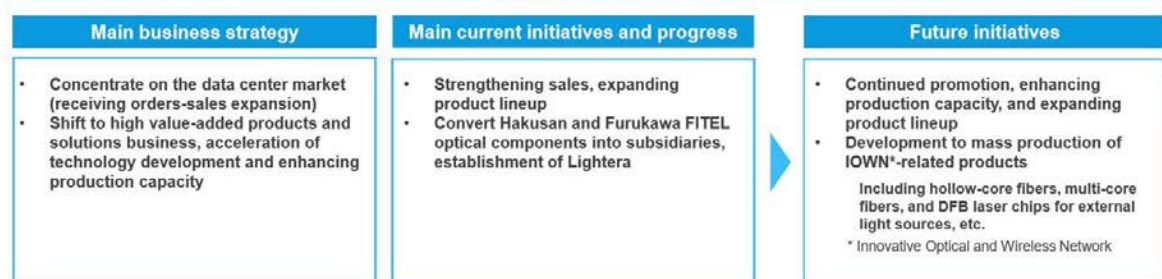 Main business strategy
• Concentrate on the data center market
(receiving orders-sales expansion)
• Shift to high value-added products and
solutions business, acceleration of
technology development and enhancing
production capacity
Main current initiatives and progress
• Strengthening sales, expanding
product lineup
• Convert Hakusan and Furukawa FITEL
optical components into subsidiaries,
establishment of Lightera
Future initiatives
• Continued promotion, enhancing
production capacity, and expanding
product lineup
• Development to mass production of
IOWN*-related products
Including hollow-core fibers, multi-core
fibers, and DFB laser chips for external
light sources, etc.
* Innovative Optical and Wireless Network